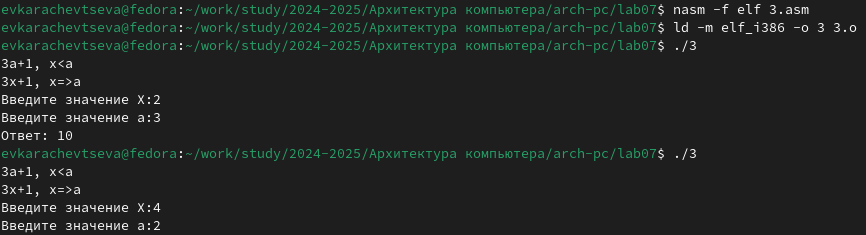 evkarachevtseva@fedora:~/work/study/2024-2025/Архитектура компьютера/arch-pc/lab07$ nasm -f elf 3.asm
evkarachevtseva@fedora:~/work/study/2024-2025/Архитектура компьютера/arch-pc/lab07$ ld -m elf_i386 -o 3 3.o
evkarachevtseva@fedora:~/work/study/2024-2025/Архитектура компьютера/arch-pc/lab07$ ./3
3a+1, x<a
3x+1, x=>a
Введите значение X:2
Введите значение a:3
Ответ: 10
evkarachevtseva@fedora:~/work/study/2024-2025/Архитектура компьютера/arch-pc/lab07$ ./3
3a+1, x<a
3x+1, x=>a
Введите значение X:4
Введите значение a:2